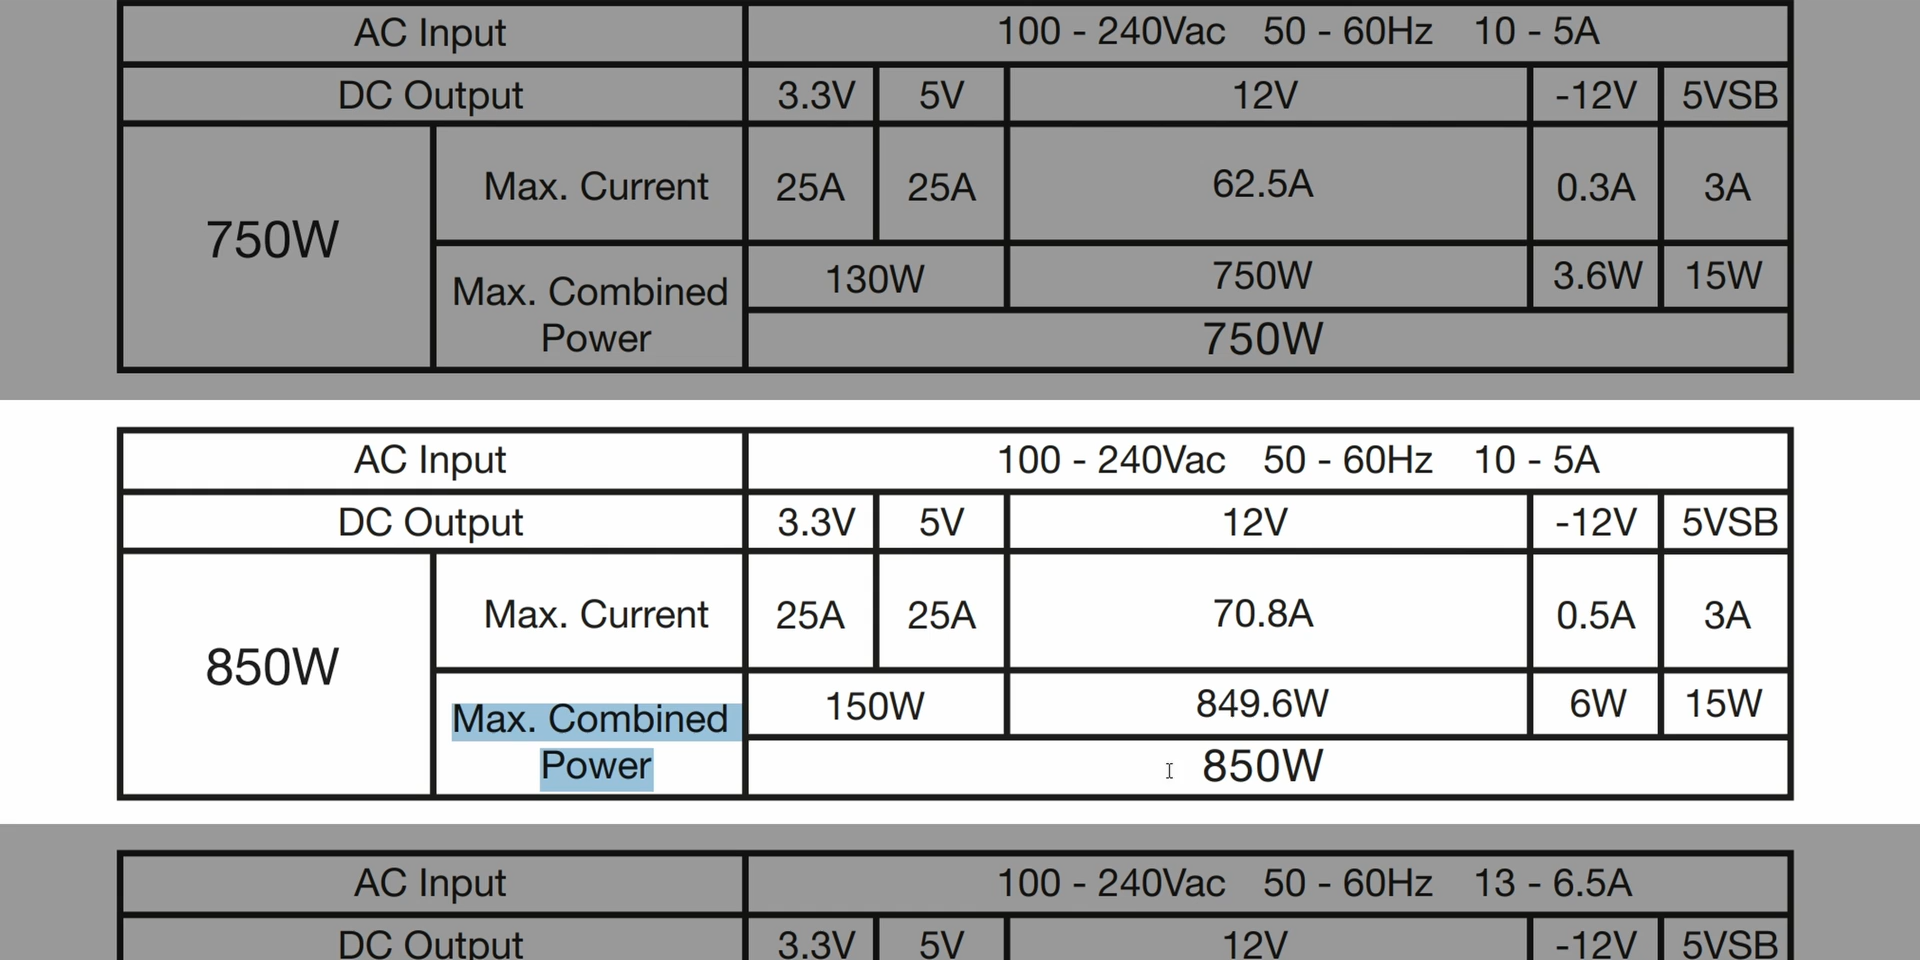 AC Input 100 - 240Vac 50 - 60Hz 10 - 5A
DC Output 3.3V 5V 12V -12V 5VSB
750W
Max. Current 25A 25A 62.5A 0.3A 3A
Max. Combined Power 130W 750W 3.6W 15W
750W
AC Input 100 - 240Vac 50 - 60Hz 10 - 5A
DC Output 3.3V 5V 12V -12V 5VSB
850W
Max. Current 25A 25A 70.8A 0.5A 3A
Max. Combined Power 150W 849.6W 6W 15W
850W
AC Input 100 - 240Vac 50 - 60Hz 13 - 6.5A
DC Output 3.3V 5V 12V -12V 5VSB